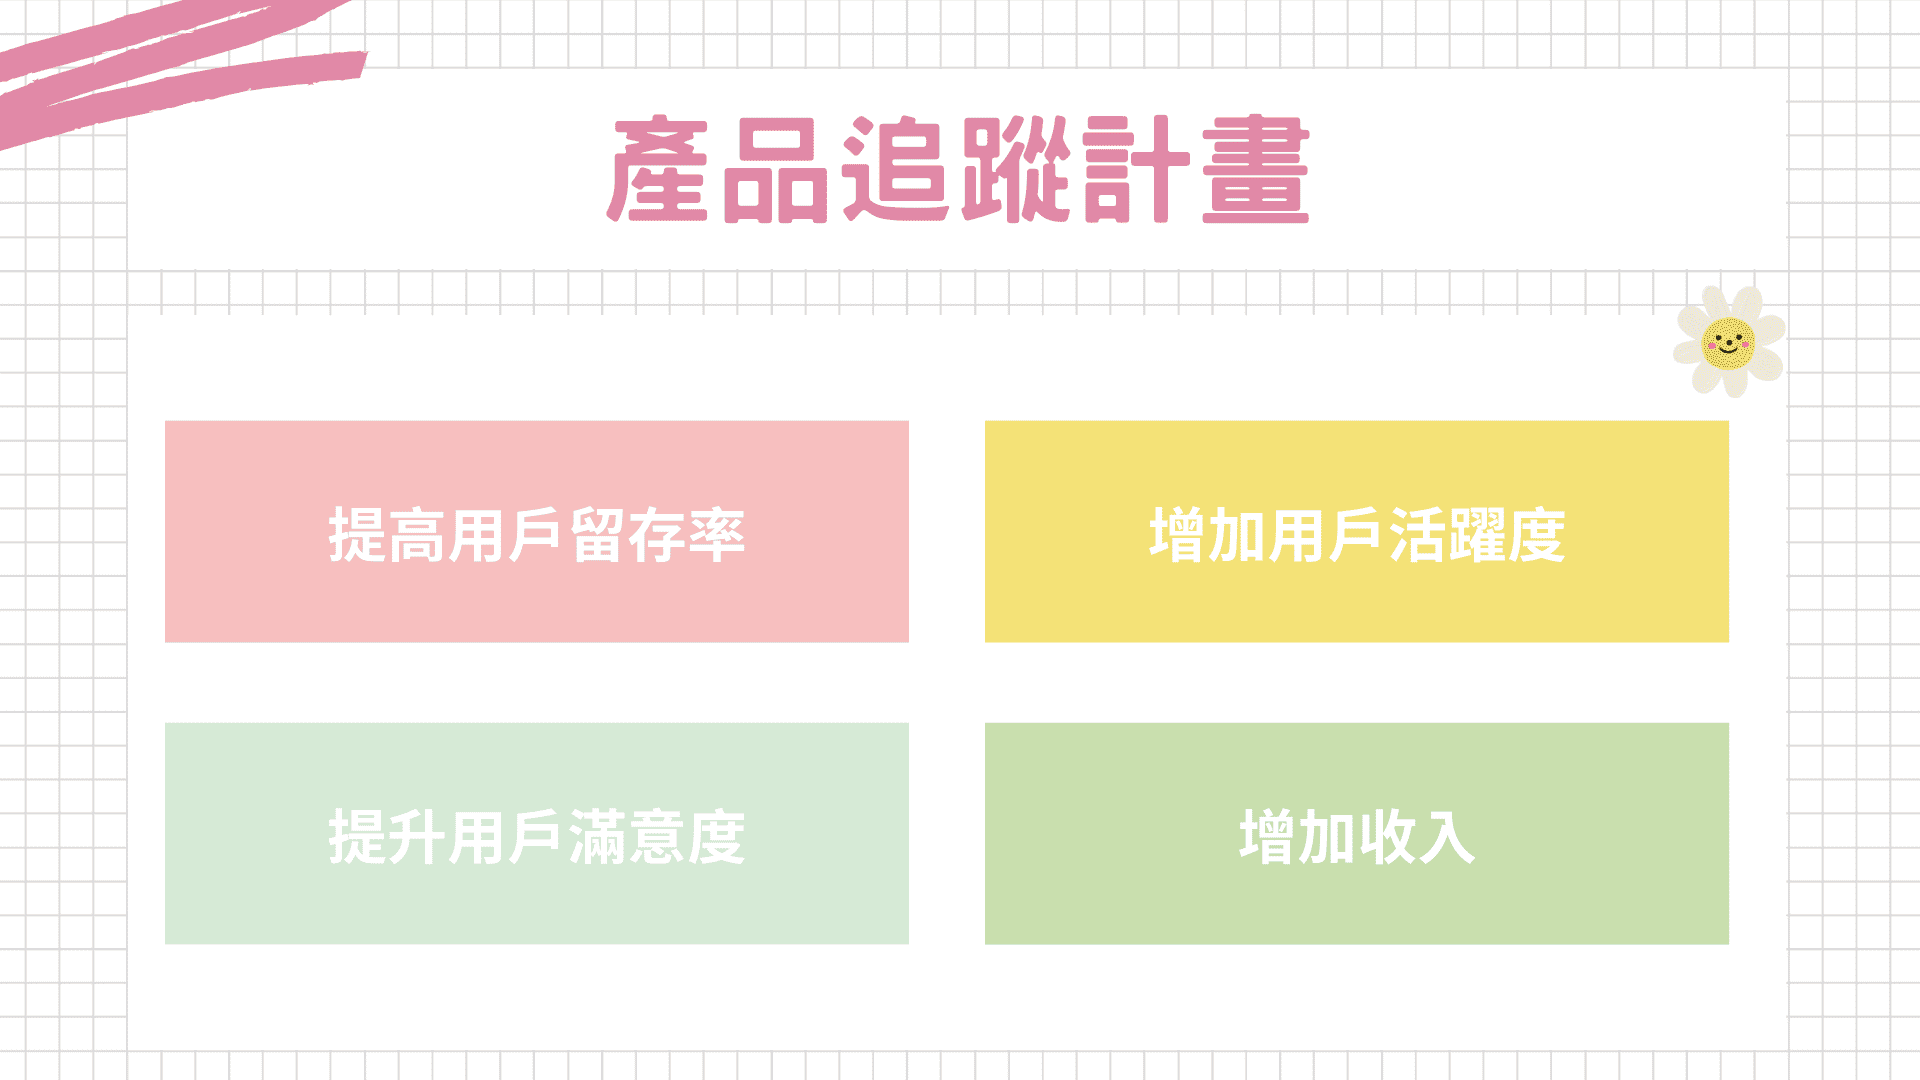 產品追蹤計畫
提高用戶留存率
增加用戶活躍度
提升用戶滿意度
增加收入